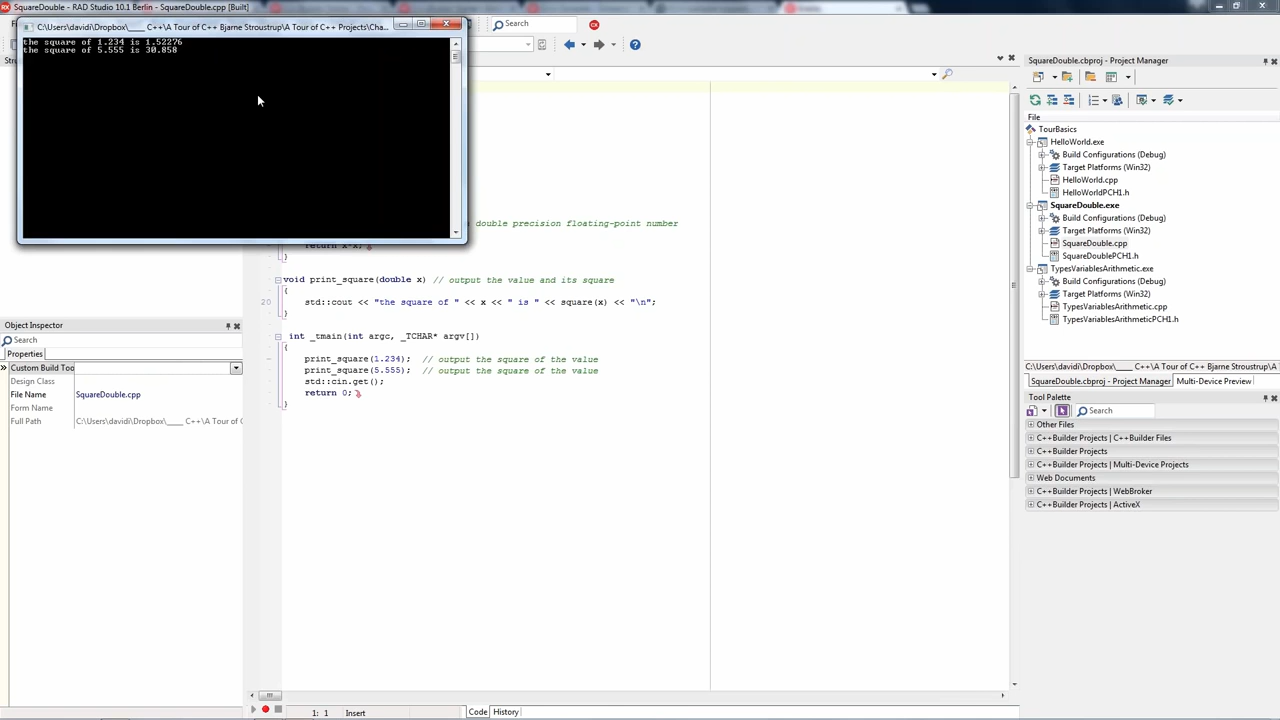 SquareDouble - RAD Studio 10.1 Berlin - SquareDouble.cpp [Built]
C:\Users\davidi\Dropbox\____ C++\A Tour of C++ Bjarne Stroustrup\A Tour of C++ Projects\Cha...
Search
the square of 1.234 is 1.52276
the square of 5.555 is 30.858
double precision floating-point number
return x*x;
}
void print_square(double x) // output the value and its square
{
20 std::cout << "the square of " << x << " is " << square(x) << "\n";
}
int _tmain(int argc, _TCHAR* argv[])
{
print_square(1.234); // output the square of the value
print_square(5.555); // output the square of the value
std::cin.get();
return 0;
}
Object Inspector
Search
Properties
Custom Build Too
Design Class
File Name SquareDouble.cpp
Form Name
Full Path C:\Users\davidi\Dropbox\____ C++\A Tour of C
1: 1 Insert
Code History
SquareDouble.cbproj - Project Manager
File
TourBasics
HelloWorld.exe
Build Configurations (Debug)
Target Platforms (Win32)
HelloWorld.cpp
HelloWorldPCH1.h
SquareDouble.exe
Build Configurations (Debug)
Target Platforms (Win32)
SquareDouble.cpp
SquareDoublePCH1.h
TypesVariablesArithmetic.exe
Build Configurations (Debug)
Target Platforms (Win32)
TypesVariablesArithmetic.cpp
TypesVariablesArithmeticPCH1.h
C:\Users\davidi\Dropbox\____ C++\A Tour of C++ Bjarne Stroustrup\A
SquareDouble.cbproj - Project Manager Multi-Device Preview
Tool Palette
Search
Other Files
C++Builder Projects | C++Builder Files
C++Builder Projects
C++Builder Projects | Multi-Device Projects
Web Documents
C++Builder Projects | WebBroker
C++Builder Projects | ActiveX